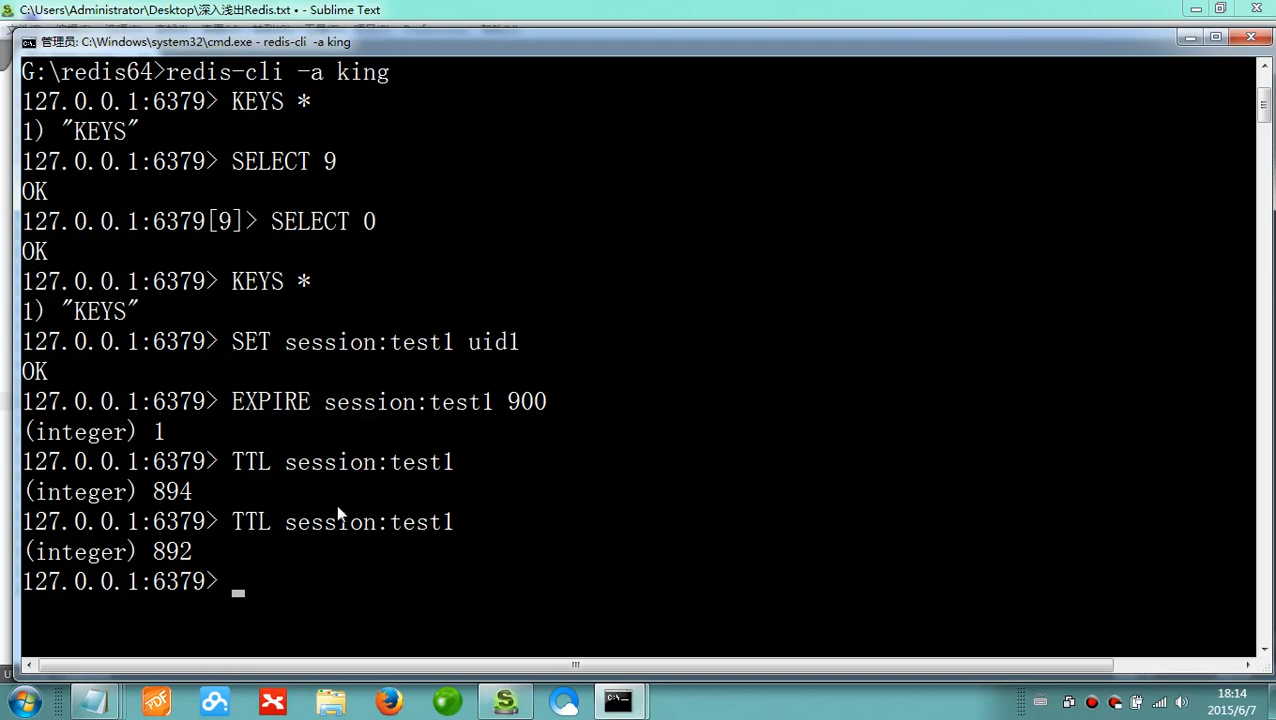 C:\Users\Administrator\Desktop\深入浅出Redis.txt • - Sublime Text
管理员: C:\Windows\system32\cmd.exe - redis-cli -a king
G:\redis64>redis-cli -a king
127.0.0.1:6379> KEYS *
1) "KEYS"
127.0.0.1:6379> SELECT 9
OK
127.0.0.1:6379[9]> SELECT 0
OK
127.0.0.1:6379> KEYS *
1) "KEYS"
127.0.0.1:6379> SET session:test1 uid1
OK
127.0.0.1:6379> EXPIRE session:test1 900
(integer) 1
127.0.0.1:6379> TTL session:test1
(integer) 894
127.0.0.1:6379> TTL session:test1
(integer) 892
127.0.0.1:6379>
PDF
C:\
18:14
2015/6/7